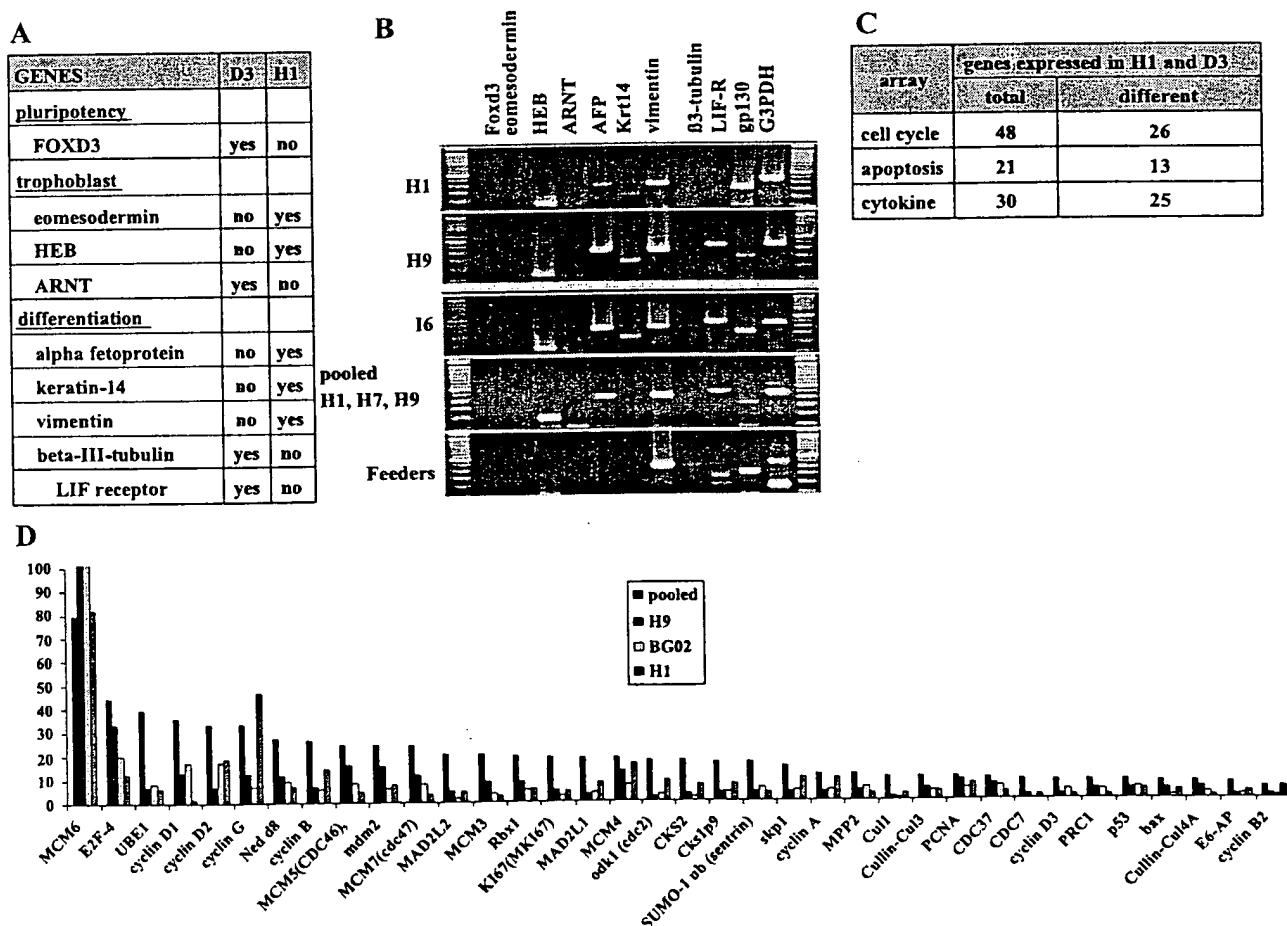 A
GENES D3 H1
pluripotency
FOXD3 yes no
trophoblast
eomesodermin no yes
HEB no yes
ARNT yes no
differentiation
alpha fetoprotein no yes
keratin-14 no yes
vimentin no yes
beta-III-tubulin yes no
LIF receptor yes no
B
Foxd3
eomesodermin
HEB
ARNT
AFP
Krt14
vimentin
ß3-tubulin
LIF-R
gp130
G3PDH
H1
H9
I6
pooled
H1, H7, H9
Feeders
C
array genes expressed in H1 and D3
total different
cell cycle 48 26
apoptosis 21 13
cytokine 30 25
D
100
90
80
70
60
50
40
30
20
10
0
pooled
H9
BG02
H1
MCM6
E2F-4
UBE1
cyclin D1
cyclin D2
cyclin G
Ned d8
cyclin B
MCM5(CDC46),
mdm2
MCM7(cdc47)
MAD2L2
MCM3
Rbx1
KI67(MKI67)
MAD2L1
MCM4
odk1 (cdc2)
CKS2
Cks1p9
SUMO-1 ub (sentrin)
skp1
cyclin A
MPP2
Cul1
Cullin-Cul3
PCNA
CDC37
CDC7
cyclin D3
PRC1
p53
bax
Cullin-Cul4A
E6-AP
cyclin B2